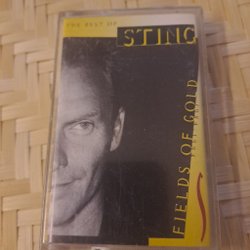 THE BEST OF
STING
FIELDS OF GOLD